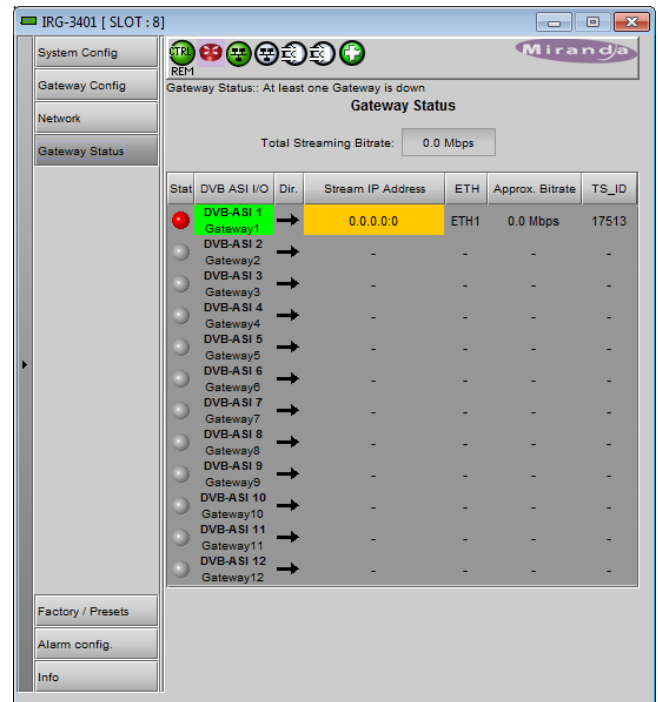 IRG-3401 [ SLOT : 8]
System Config
Gateway Config
Network
Gateway Status
Factory / Presets
Alarm config.
Info
CTRL
REM
Miranda
Gateway Status:: At least one Gateway is down
Gateway Status
Total Streaming Bitrate: 0.0 Mbps
Stat DVB ASI I/O Dir. Stream IP Address ETH Approx. Bitrate TS_ID
DVB-ASI 1
Gateway1 0.0.0.0:0 ETH1 0.0 Mbps 17513
DVB-ASI 2
Gateway2 - - - -
DVB-ASI 3
Gateway3 - - - -
DVB-ASI 4
Gateway4 - - - -
DVB-ASI 5
Gateway5 - - - -
DVB-ASI 6
Gateway6 - - - -
DVB-ASI 7
Gateway7 - - - -
DVB-ASI 8
Gateway8 - - - -
DVB-ASI 9
Gateway9 - - - -
DVB-ASI 10
Gateway10 - - - -
DVB-ASI 11
Gateway11 - - - -
DVB-ASI 12
Gateway12 - - - -